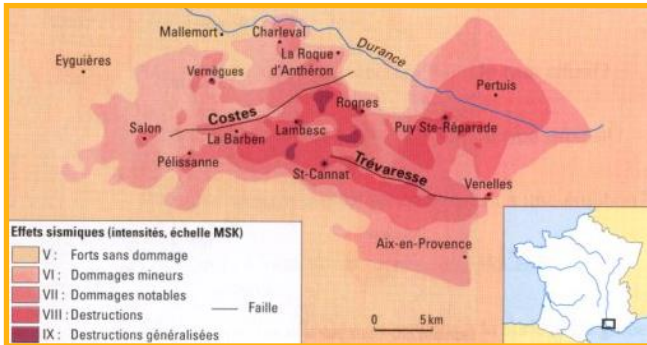 Mallemort
Charleval
Durance
La Roque
d'Anthéron
Eyguières
Vernègues
Pertuis
Costes
Rognes
Salon
La Barben
Lambesc
Puy Ste-Réparade
Pélissanne
St-Cannat
Trévaresse
Venelles
Aix-en-Provence
Effets sismiques (intensités, échelle MSK)
V : Forts sans dommage
VI : Dommages mineurs
VII : Dommages notables
VIII : Destructions
IX : Destructions généralisées
Faille
0 5 km